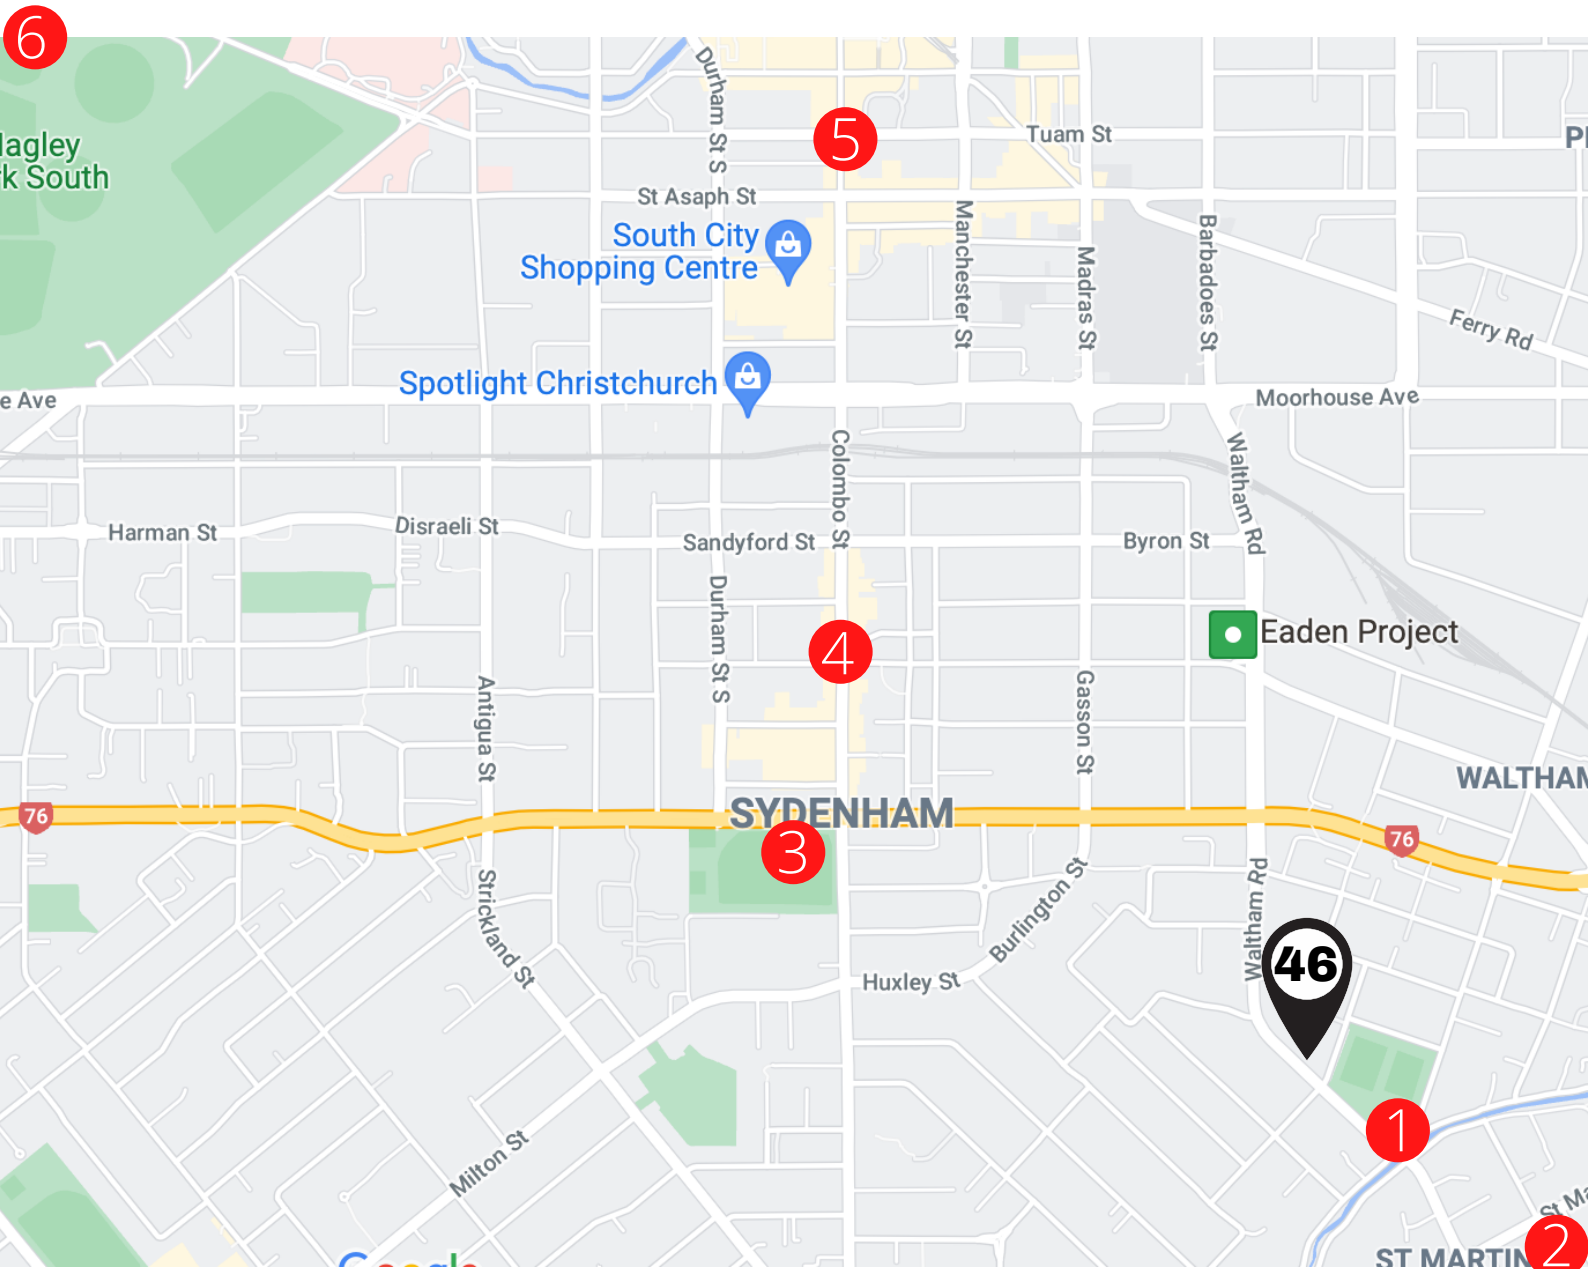 6
Durham St S
5
Tuam St
agley
k South
St Asaph St
South City
Shopping Centre
Manchester St
Madras St
Barbadoes St
Ferry Rd
Spotlight Christchurch
e Ave
Moorhouse Ave
Colombo St
Waltham Rd
Harman St
Disraeli St
Sandyford St
Byron St
Durham St S
4
Eaden Project
Antigua St
Gasson St
WALTHAM
76
SYDENHAM
76
3
Strickland St
Burlington St
Waltham Rd
46
Huxley St
1
Milton St
St Ma
2
ST MARTIN
Google